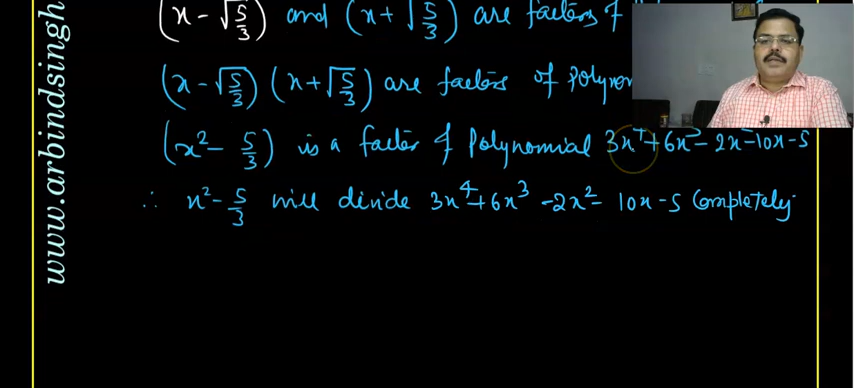 www.arbindsingh
(x - √5/3) and (x + √5/3) are factors of
(x - √5/3) (x + √5/3) are factors of polynom
(x² - 5/3) is a factor of Polynomial 3x⁴ + 6x³ - 2x² - 10x - 5
∴ x² - 5/3 will divide 3x⁴ + 6x³ - 2x² - 10x - 5 Completely.